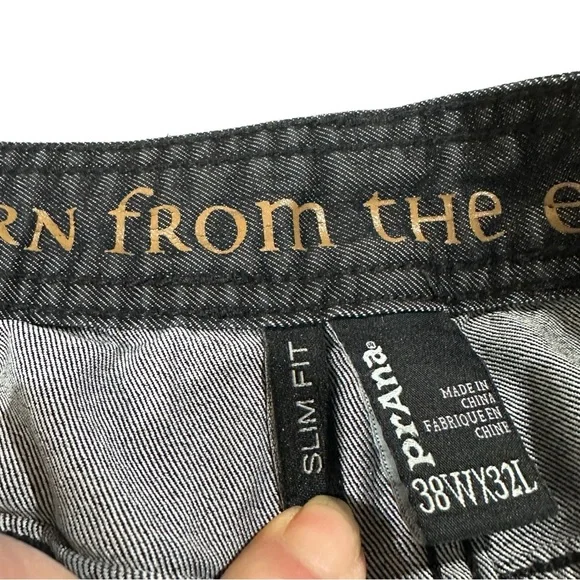 RN fROm tHe e
SLIM FIT
prAna®
MADE IN
CHINA
FABRIQUE EN
CHINE
38WX32L